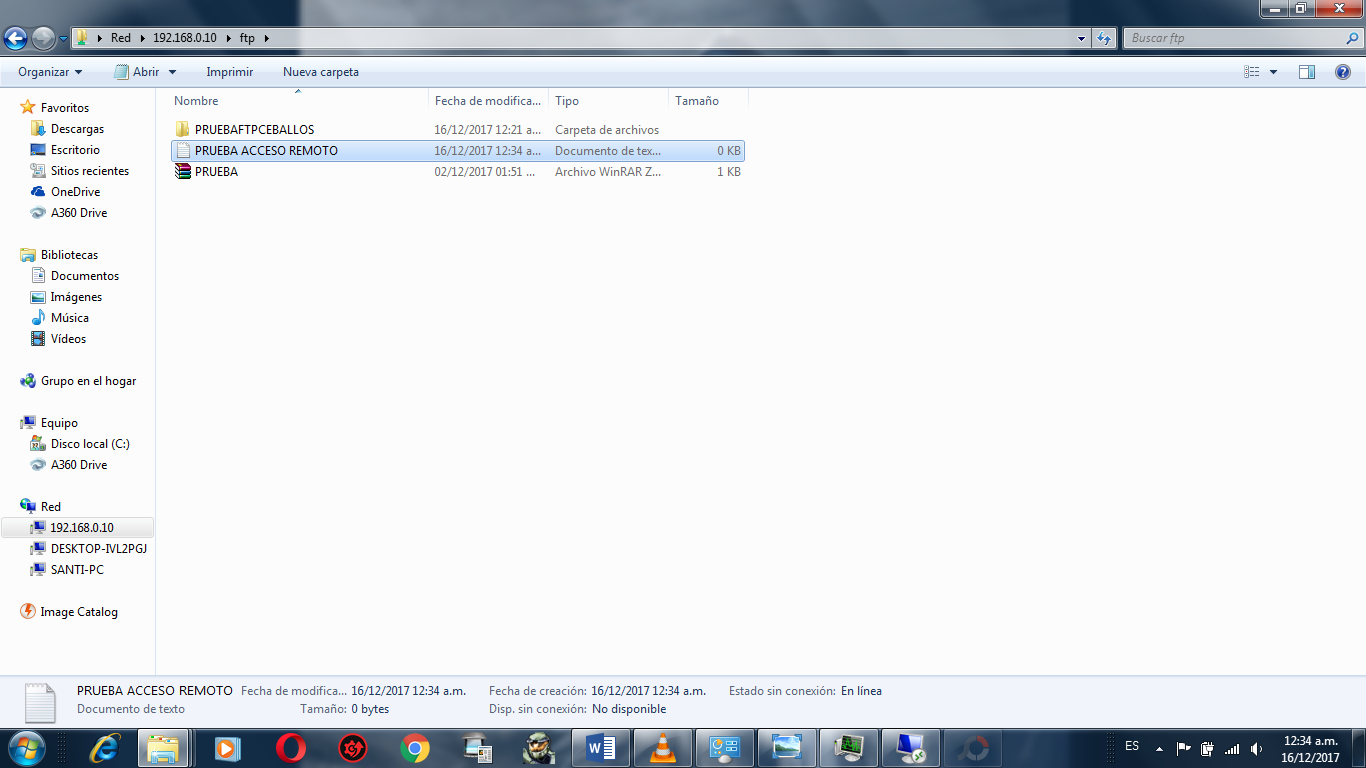 Red 192.168.0.10 ftp
Buscar ftp
Organizar Abrir Imprimir Nueva carpeta
Nombre Fecha de modifica... Tipo Tamaño
PRUEBAFTPCEBALLOS 16/12/2017 12:21 a... Carpeta de archivos
PRUEBA ACCESO REMOTO 16/12/2017 12:34 a... Documento de tex... 0 KB
PRUEBA 02/12/2017 01:51 ... Archivo WinRAR Z... 1 KB
Favoritos
Descargas
Escritorio
Sitios recientes
OneDrive
A360 Drive
Bibliotecas
Documentos
Imágenes
Música
Vídeos
Grupo en el hogar
Equipo
Disco local (C:)
A360 Drive
Red
192.168.0.10
DESKTOP-IVL2PGJ
SANTI-PC
Image Catalog
PRUEBA ACCESO REMOTO Fecha de modifica... 16/12/2017 12:34 a.m. Fecha de creación: 16/12/2017 12:34 a.m. Estado sin conexión: En línea
Documento de texto Tamaño: 0 bytes Disp. sin conexión: No disponible
ES 12:34 a.m.
16/12/2017